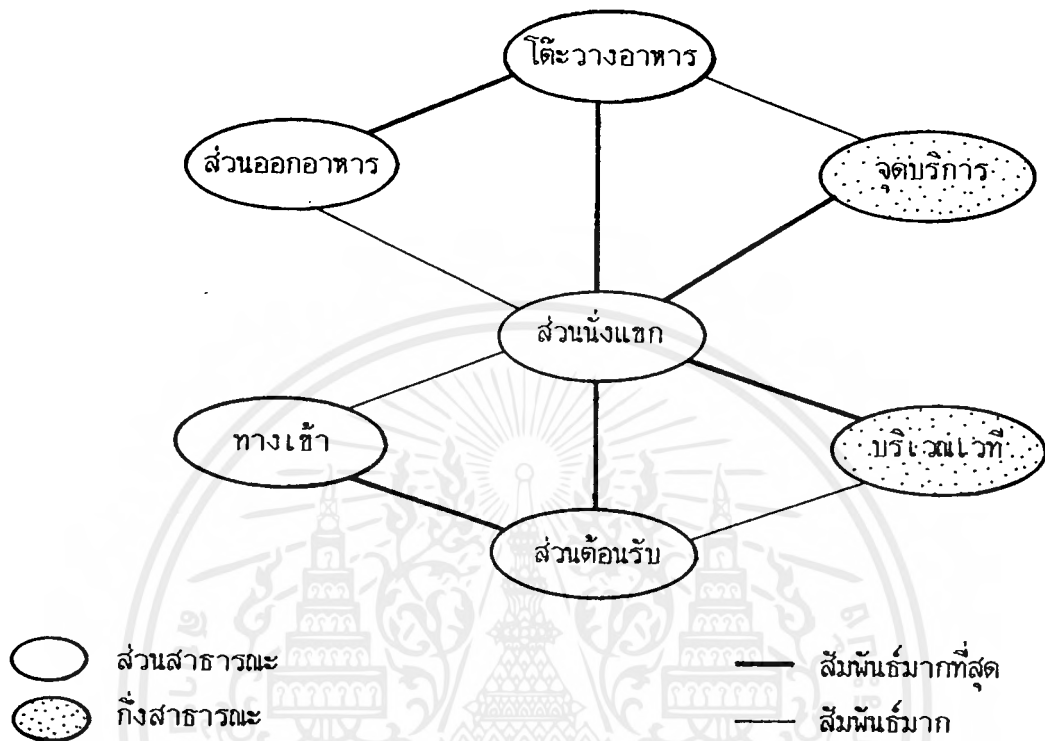 โต๊ะวางอาหาร
ส่วนออกอาหาร
จุดบริการ
ส่วนนั่งแขก
ทางเข้า
บริเวณเวที
ส่วนต้อนรับ
ส่วนสาธารณะ
สัมพันธ์มากที่สุด
กึ่งสาธารณะ
สัมพันธ์มาก